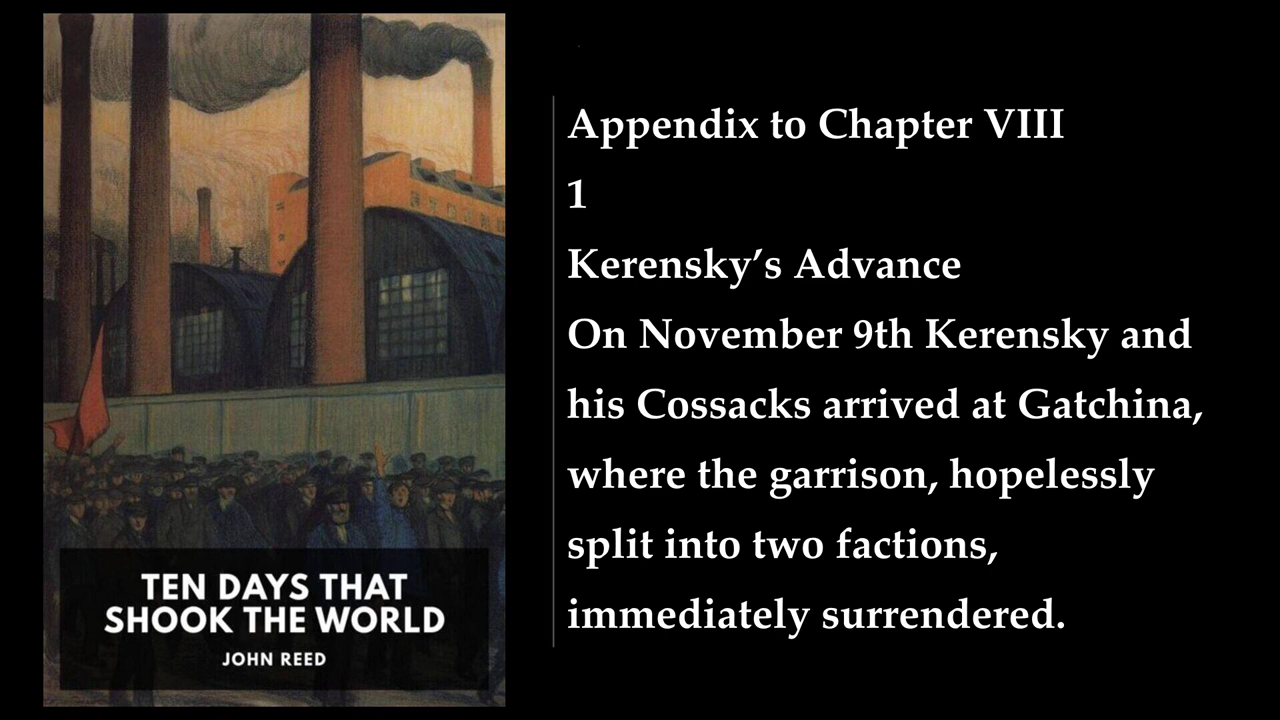 TEN DAYS THAT
SHOOK THE WORLD
JOHN REED
Appendix to Chapter VIII
1
Kerensky’s Advance
On November 9th Kerensky and
his Cossacks arrived at Gatchina,
where the garrison, hopelessly
split into two factions,
immediately surrendered.